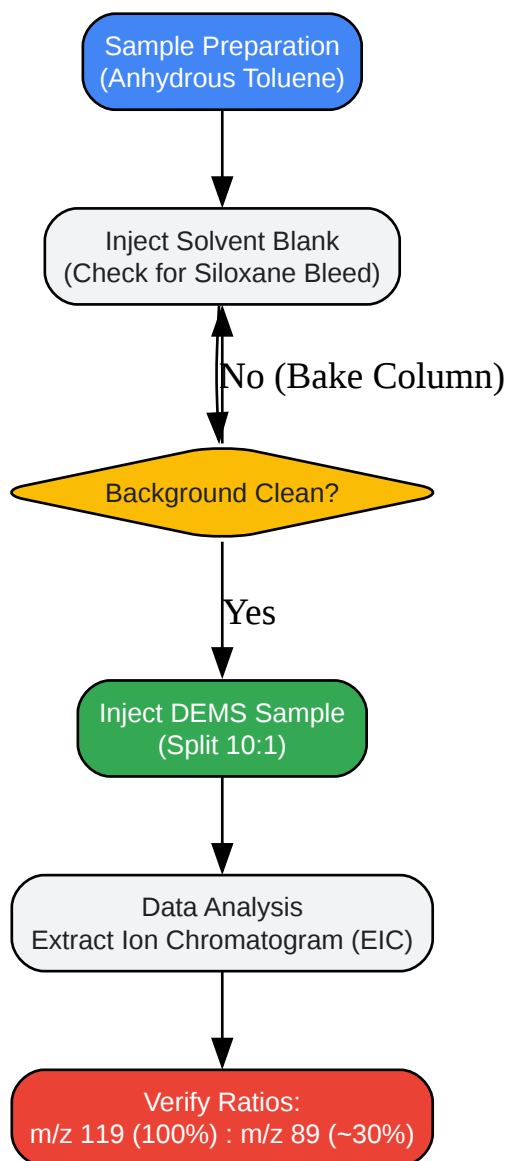 Sample Preparation
(Anhydrous Toluene)
Inject Solvent Blank
(Check for Siloxane Bleed)
No (Bake Column)
Background Clean?
Yes
Inject DEMS Sample
(Split 10:1)
Data Analysis
Extract Ion Chromatogram (EIC)
Verify Ratios:
m/z 119 (100%) : m/z 89 (~30%)